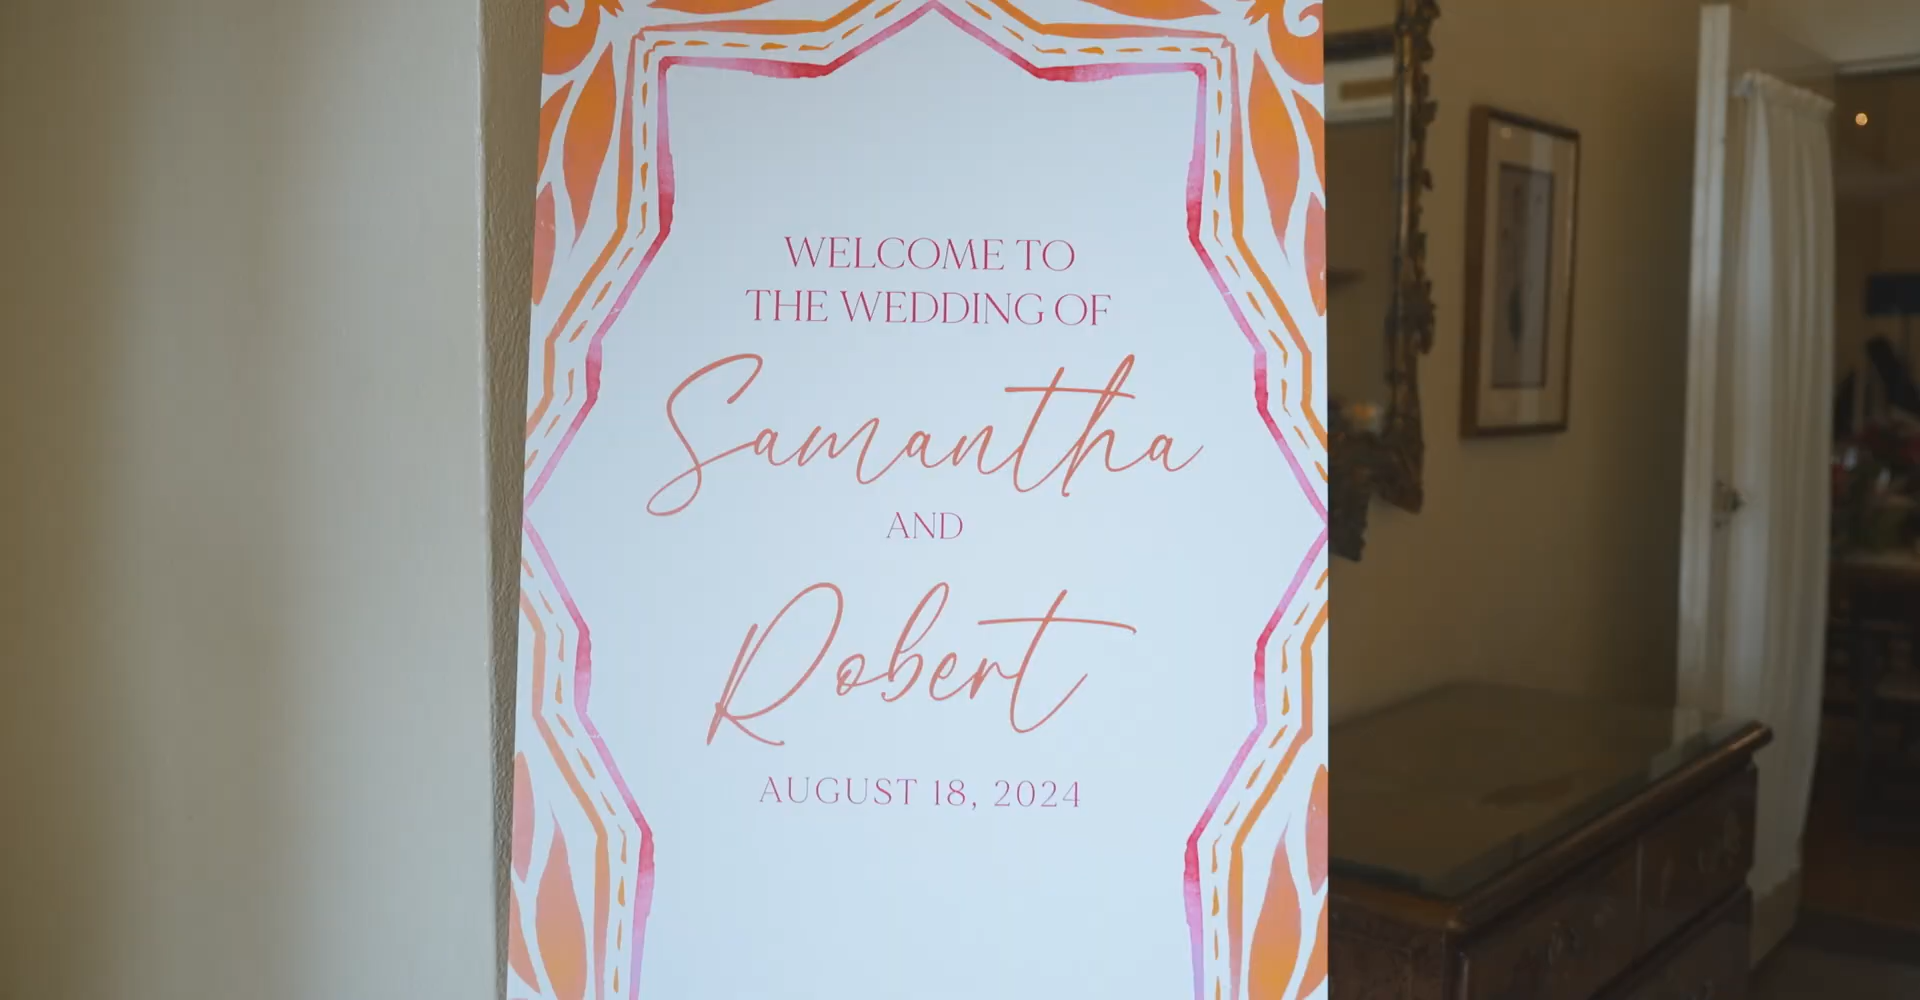 WELCOME TO
THE WEDDING OF
Samantha
AND
Robert
AUGUST 18, 2024